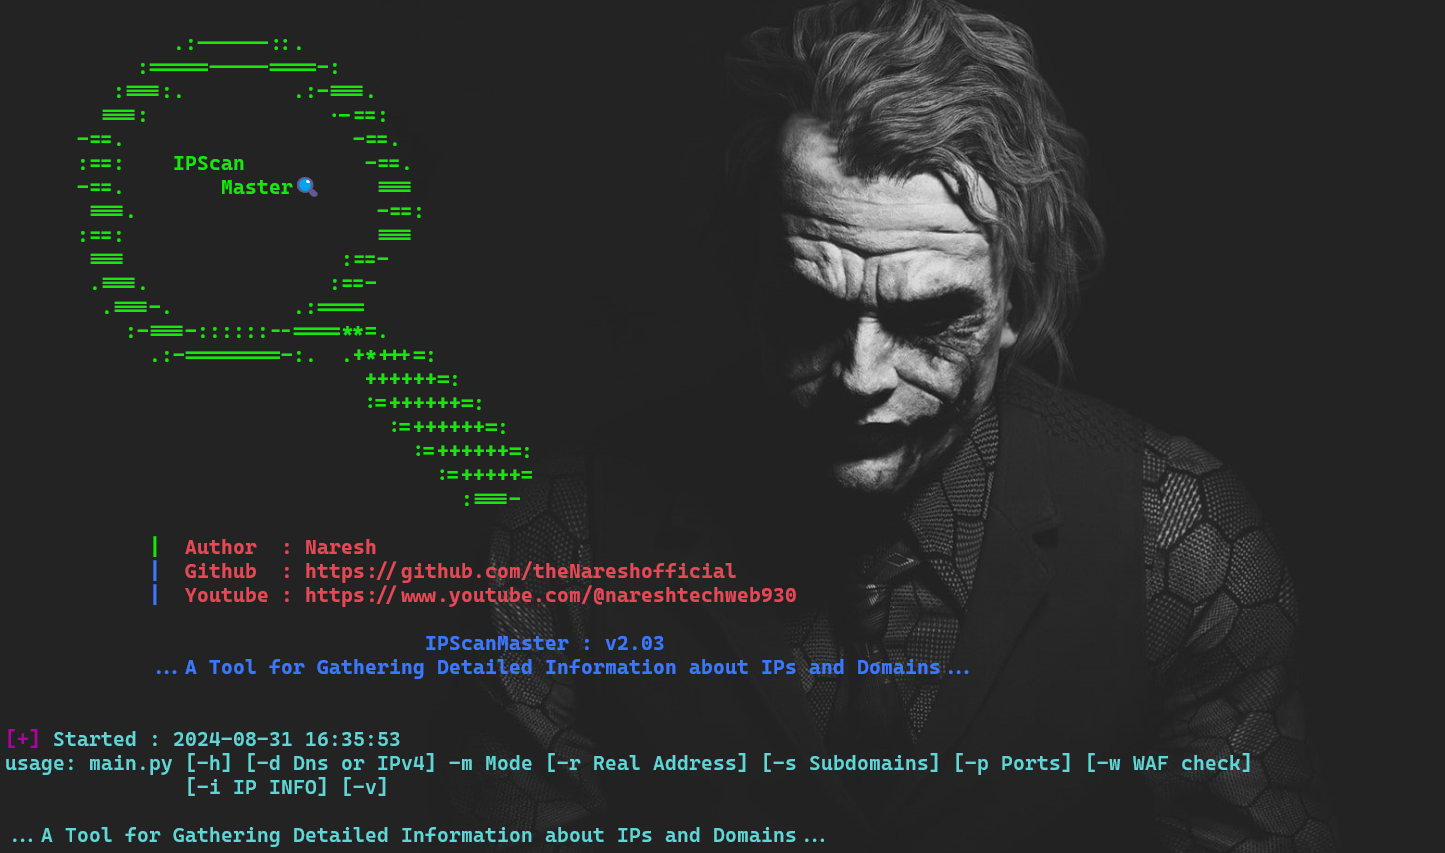 IPScan
Master
| Author : Naresh
| Github : https://github.com/theNareshofficial
| Youtube : https://www.youtube.com/@nareshtechweb930
IPScanMaster : v2.03
...A Tool for Gathering Detailed Information about IPs and Domains...
[+] Started : 2024-08-31 16:35:53
usage: main.py [-h] [-d Dns or IPv4] -m Mode [-r Real Address] [-s Subdomains] [-p Ports] [-w WAF check]
[-i IP INFO] [-v]
...A Tool for Gathering Detailed Information about IPs and Domains...